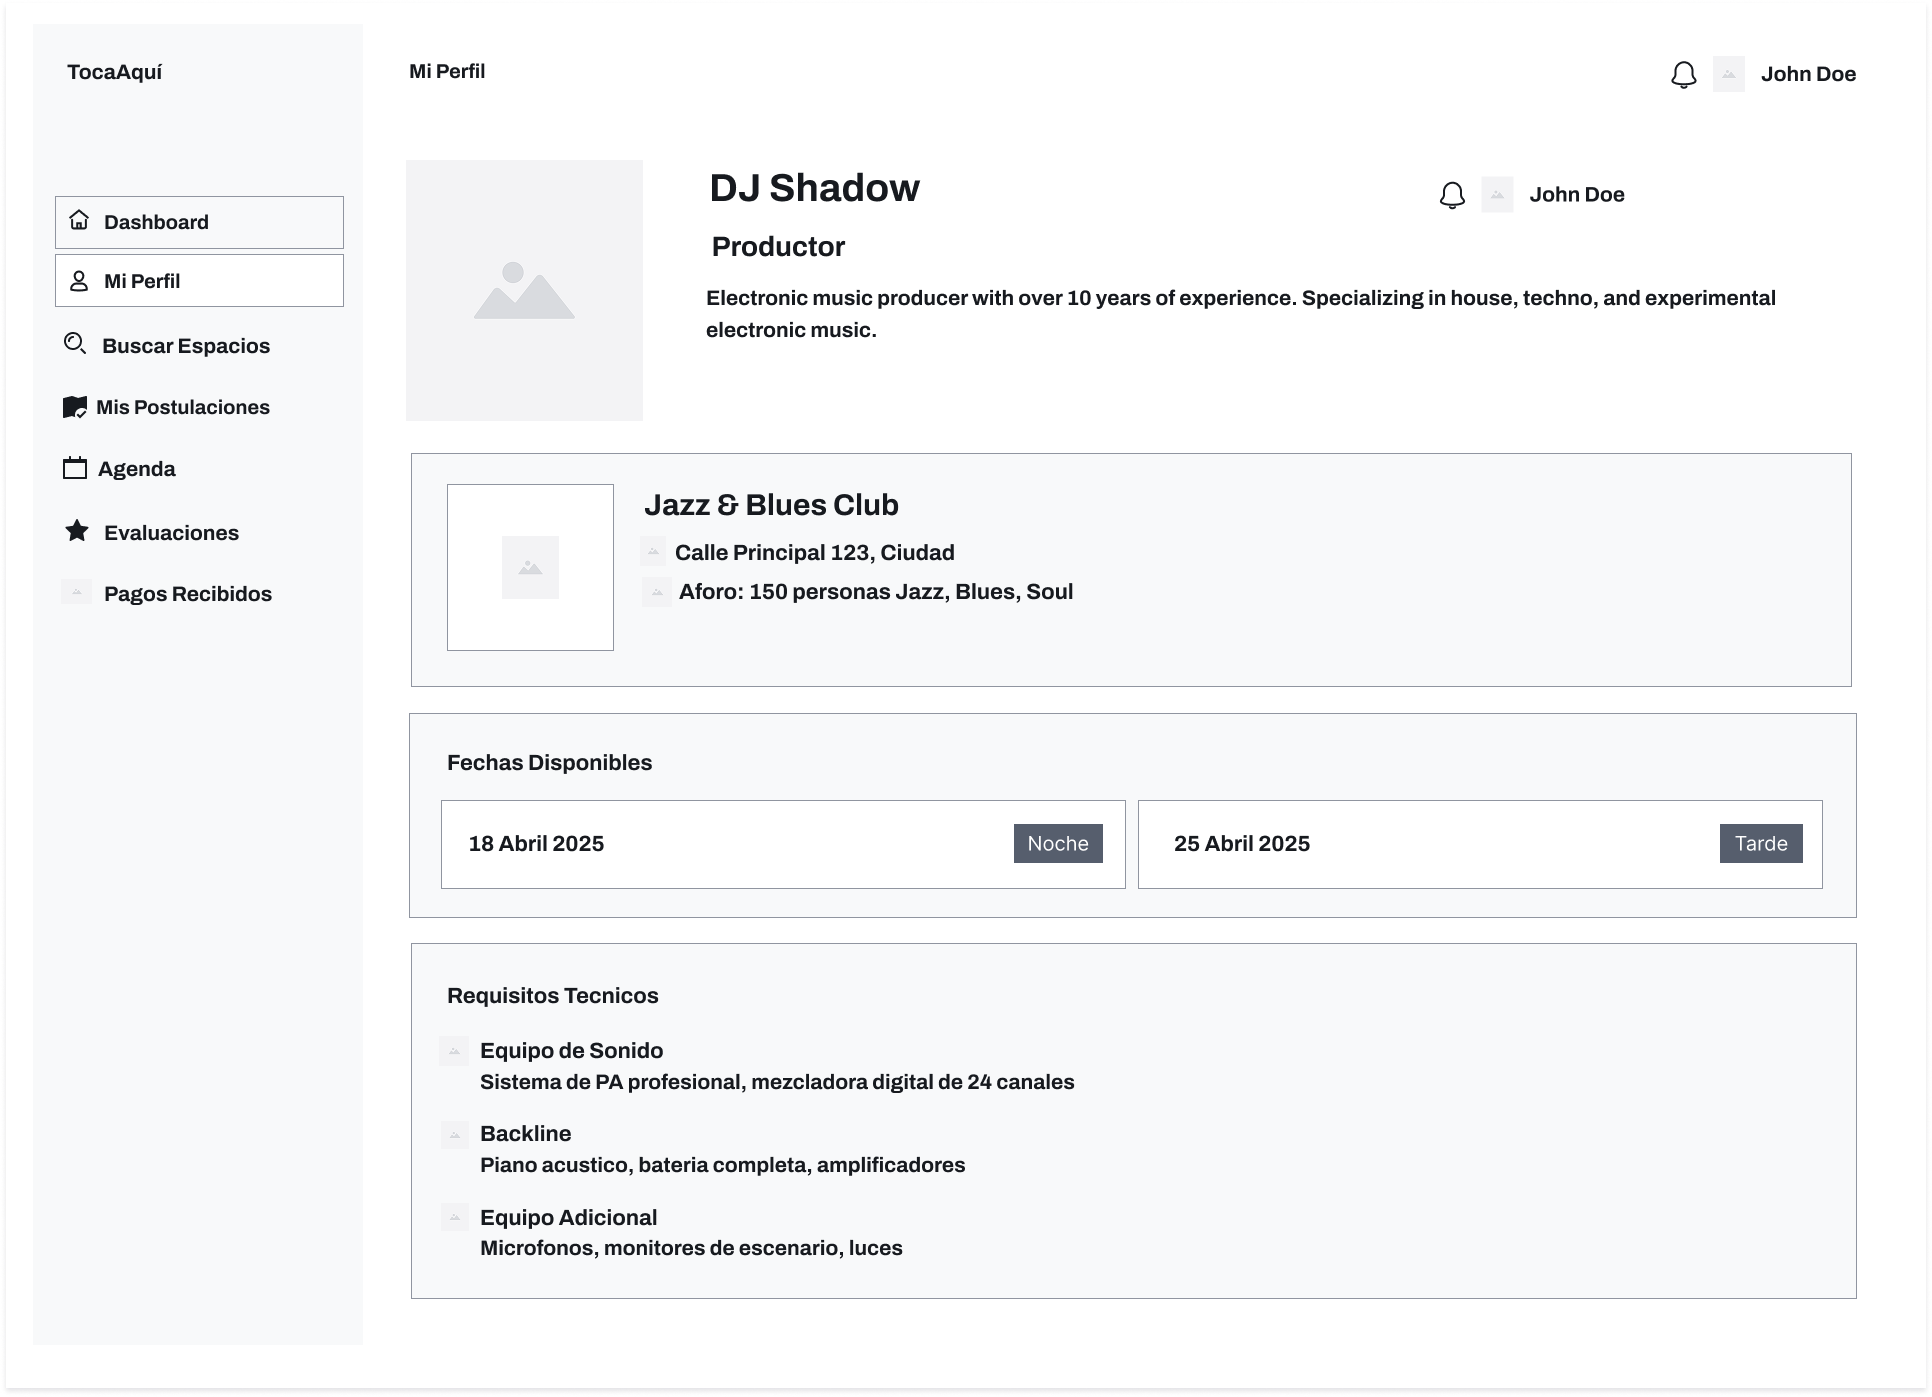 TocaAquí
Dashboard
Mi Perfil
Buscar Espacios
Mis Postulaciones
Agenda
Evaluaciones
Pagos Recibidos
Mi Perfil
John Doe
DJ Shadow
John Doe
Productor
Electronic music producer with over 10 years of experience. Specializing in house, techno, and experimental
electronic music.
Jazz & Blues Club
Calle Principal 123, Ciudad
Aforo: 150 personas Jazz, Blues, Soul
Fechas Disponibles
18 Abril 2025
Noche
25 Abril 2025
Tarde
Requisitos Tecnicos
Equipo de Sonido
Sistema de PA profesional, mezcladora digital de 24 canales
Backline
Piano acustico, bateria completa, amplificadores
Equipo Adicional
Microfonos, monitores de escenario, luces